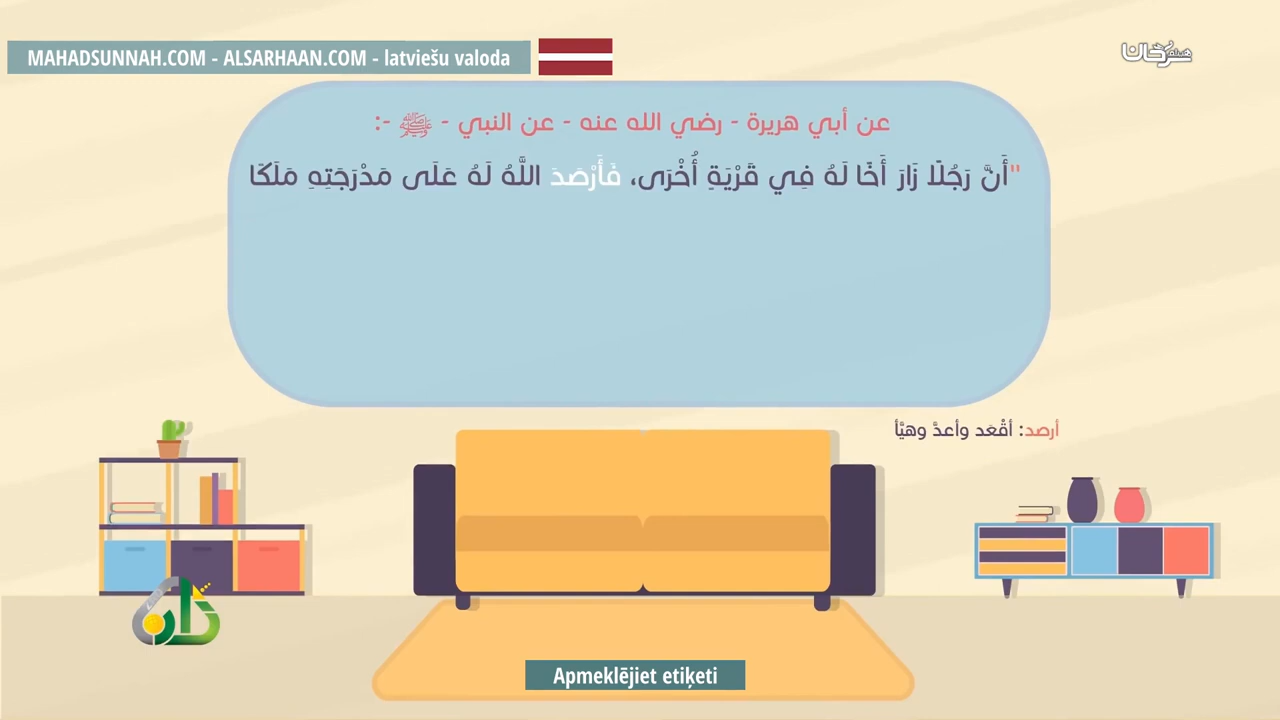 MAHADSUNNAH.COM - ALSARHAAN.COM - latviešu valoda
سرحان
عن أبي هريرة - رضي الله عنه - عن النبي - ﷺ -:
"أَنَّ رَجُلًا زَارَ أَخًا لَهُ فِي قَرْيَةٍ أُخْرَى، فَأَرْصَدَ اللَّهُ لَهُ عَلَى مَدْرَجَتِهِ مَلَكًا
أرصد: أقْعَد وأعدَّ وهيَّأ
Apmeklējiet etiķeti